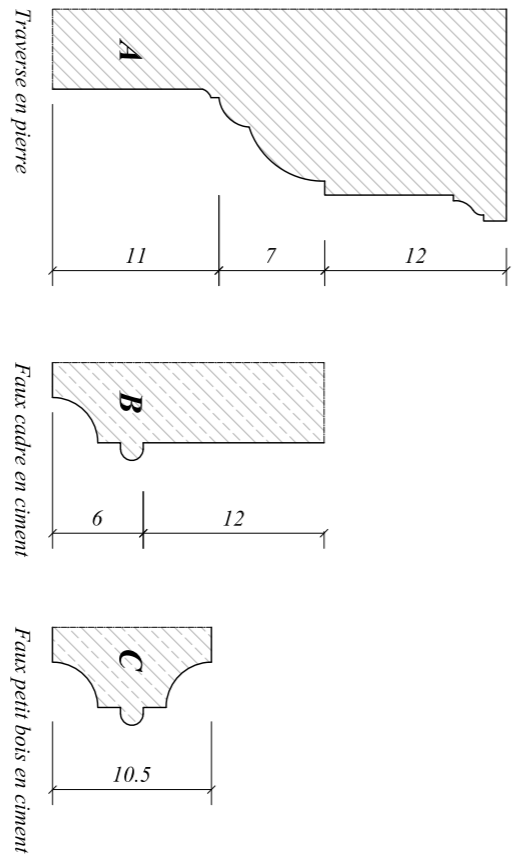 Traverse en pierre
A
11
7
12
Faux cadre en ciment
B
6
12
Faux petit bois en ciment
C
10.5